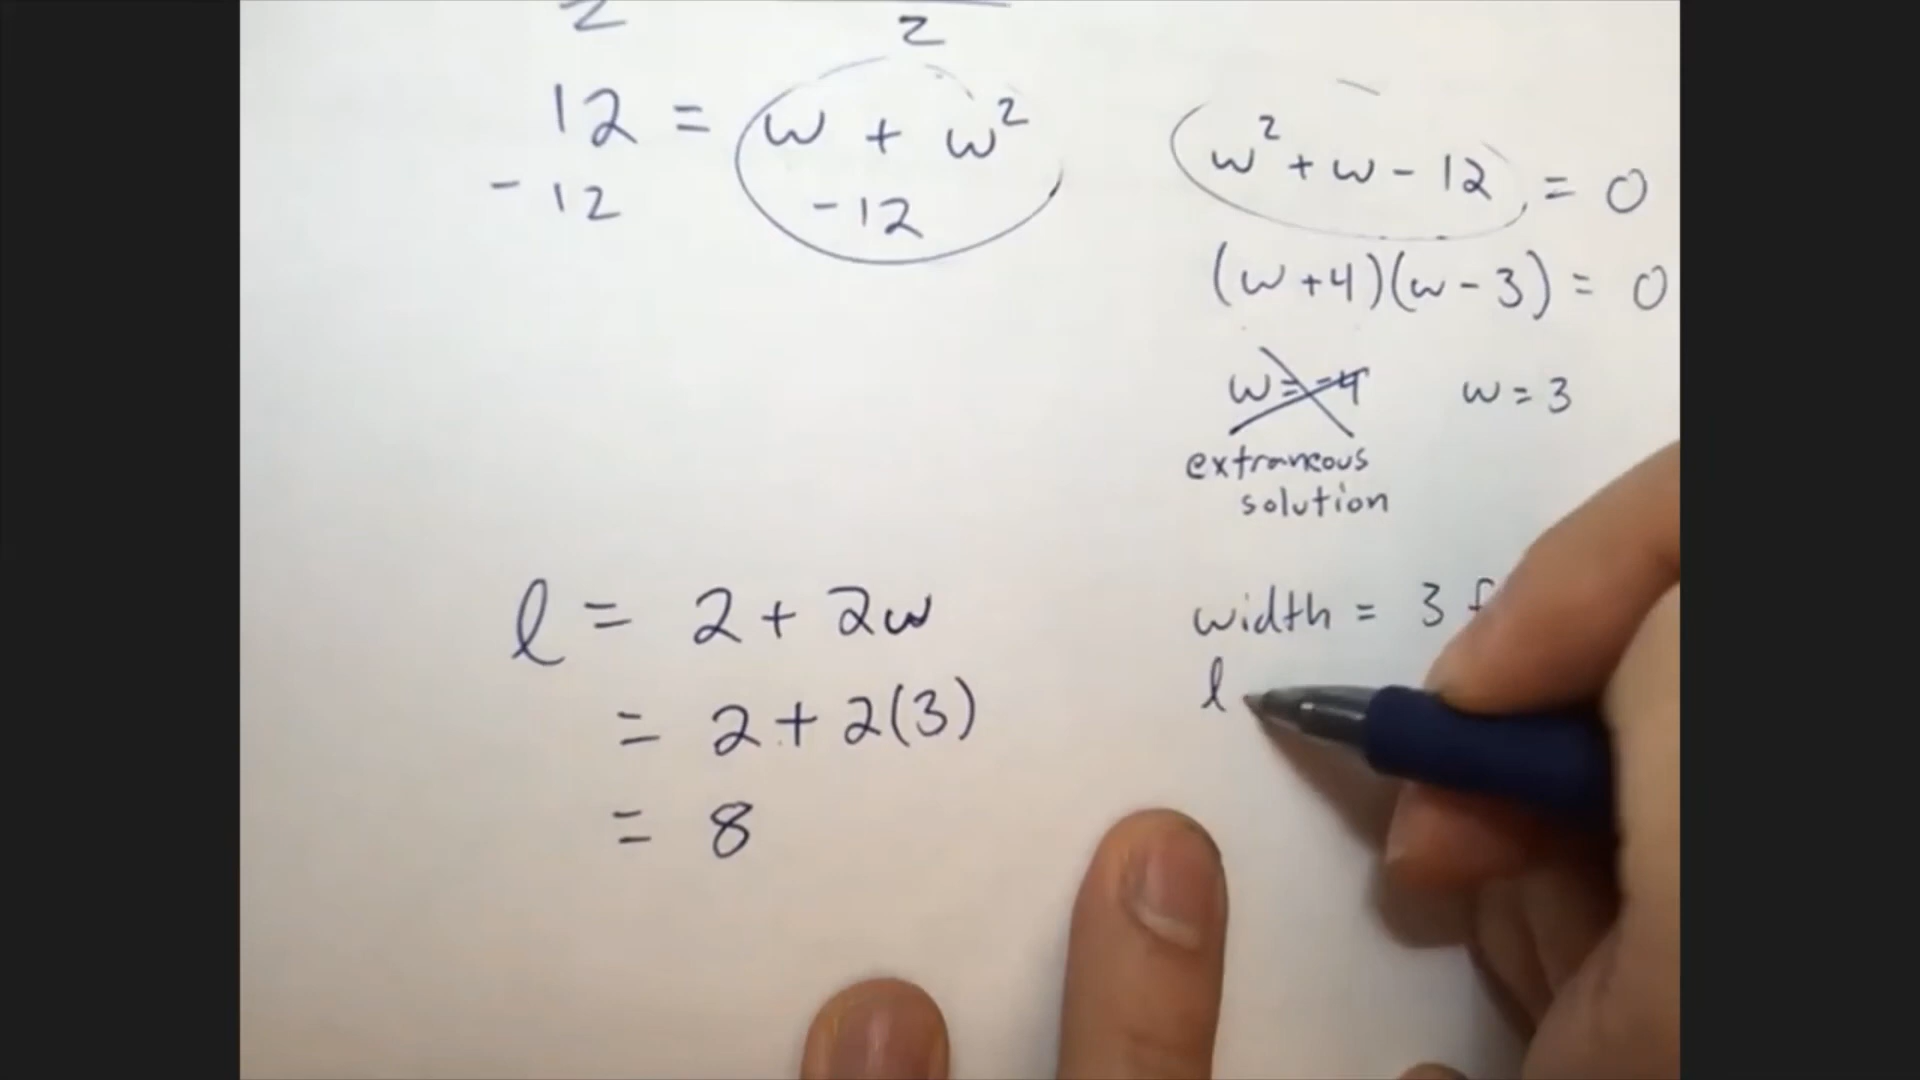 2 2
12 = w + w²
-12 -12
w² + w - 12 = 0
(w+4)(w-3) = 0
w = -4 w = 3
extraneous
solution
l = 2 + 2w
= 2 + 2(3)
= 8
width = 3 f
l